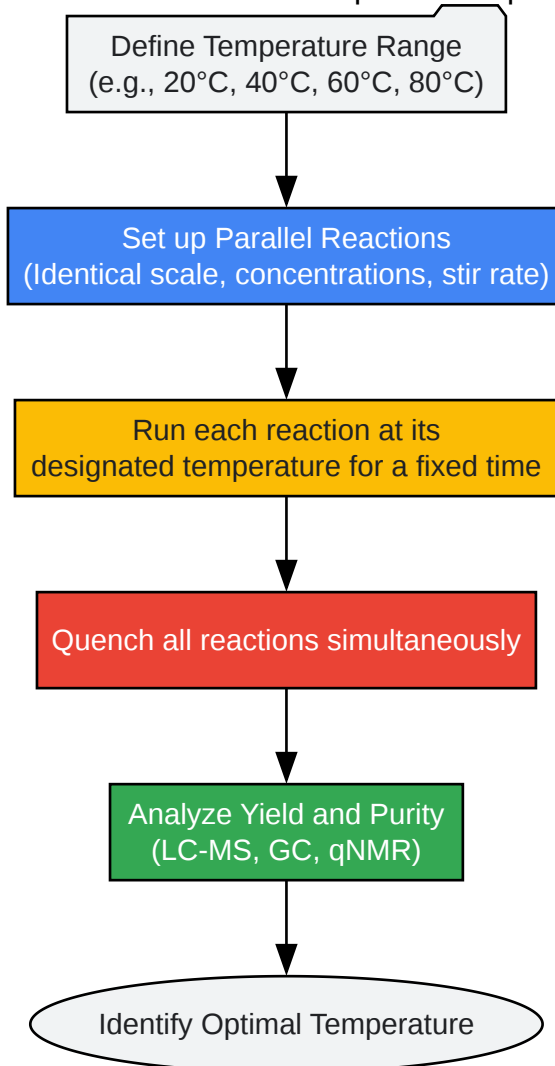 Define Temperature Range
(e.g., 20°C, 40°C, 60°C, 80°C)
Set up Parallel Reactions
(Identical scale, concentrations, stir rate)
Run each reaction at its
designated temperature for a fixed time
Quench all reactions simultaneously
Analyze Yield and Purity
(LC-MS, GC, qNMR)
Identify Optimal Temperature